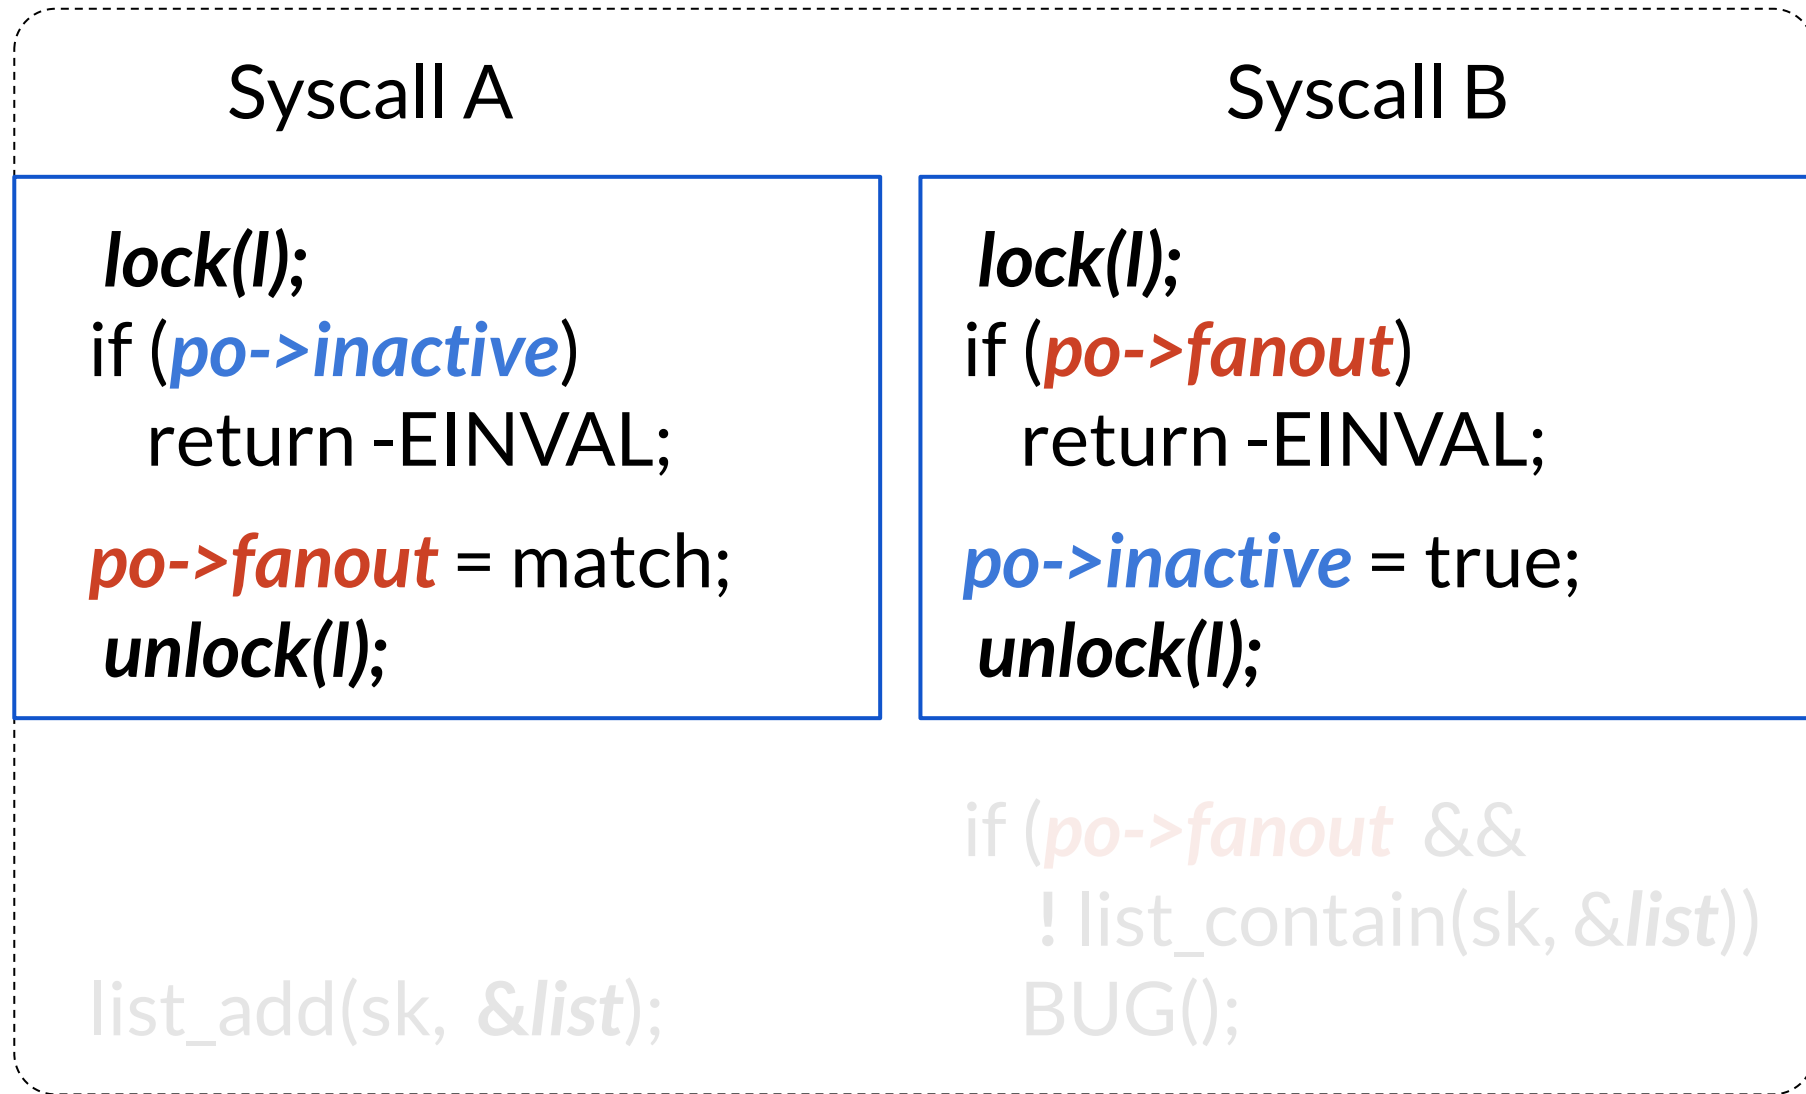 Syscall A
lock(l);
if (po->inactive)
return -EINVAL;
po->fanout = match;
unlock(l);
list_add(sk, &list);
Syscall B
lock(l);
if (po->fanout)
return -EINVAL;
po->inactive = true;
unlock(l);
if (po->fanout &&
! list_contain(sk, &list))
BUG();